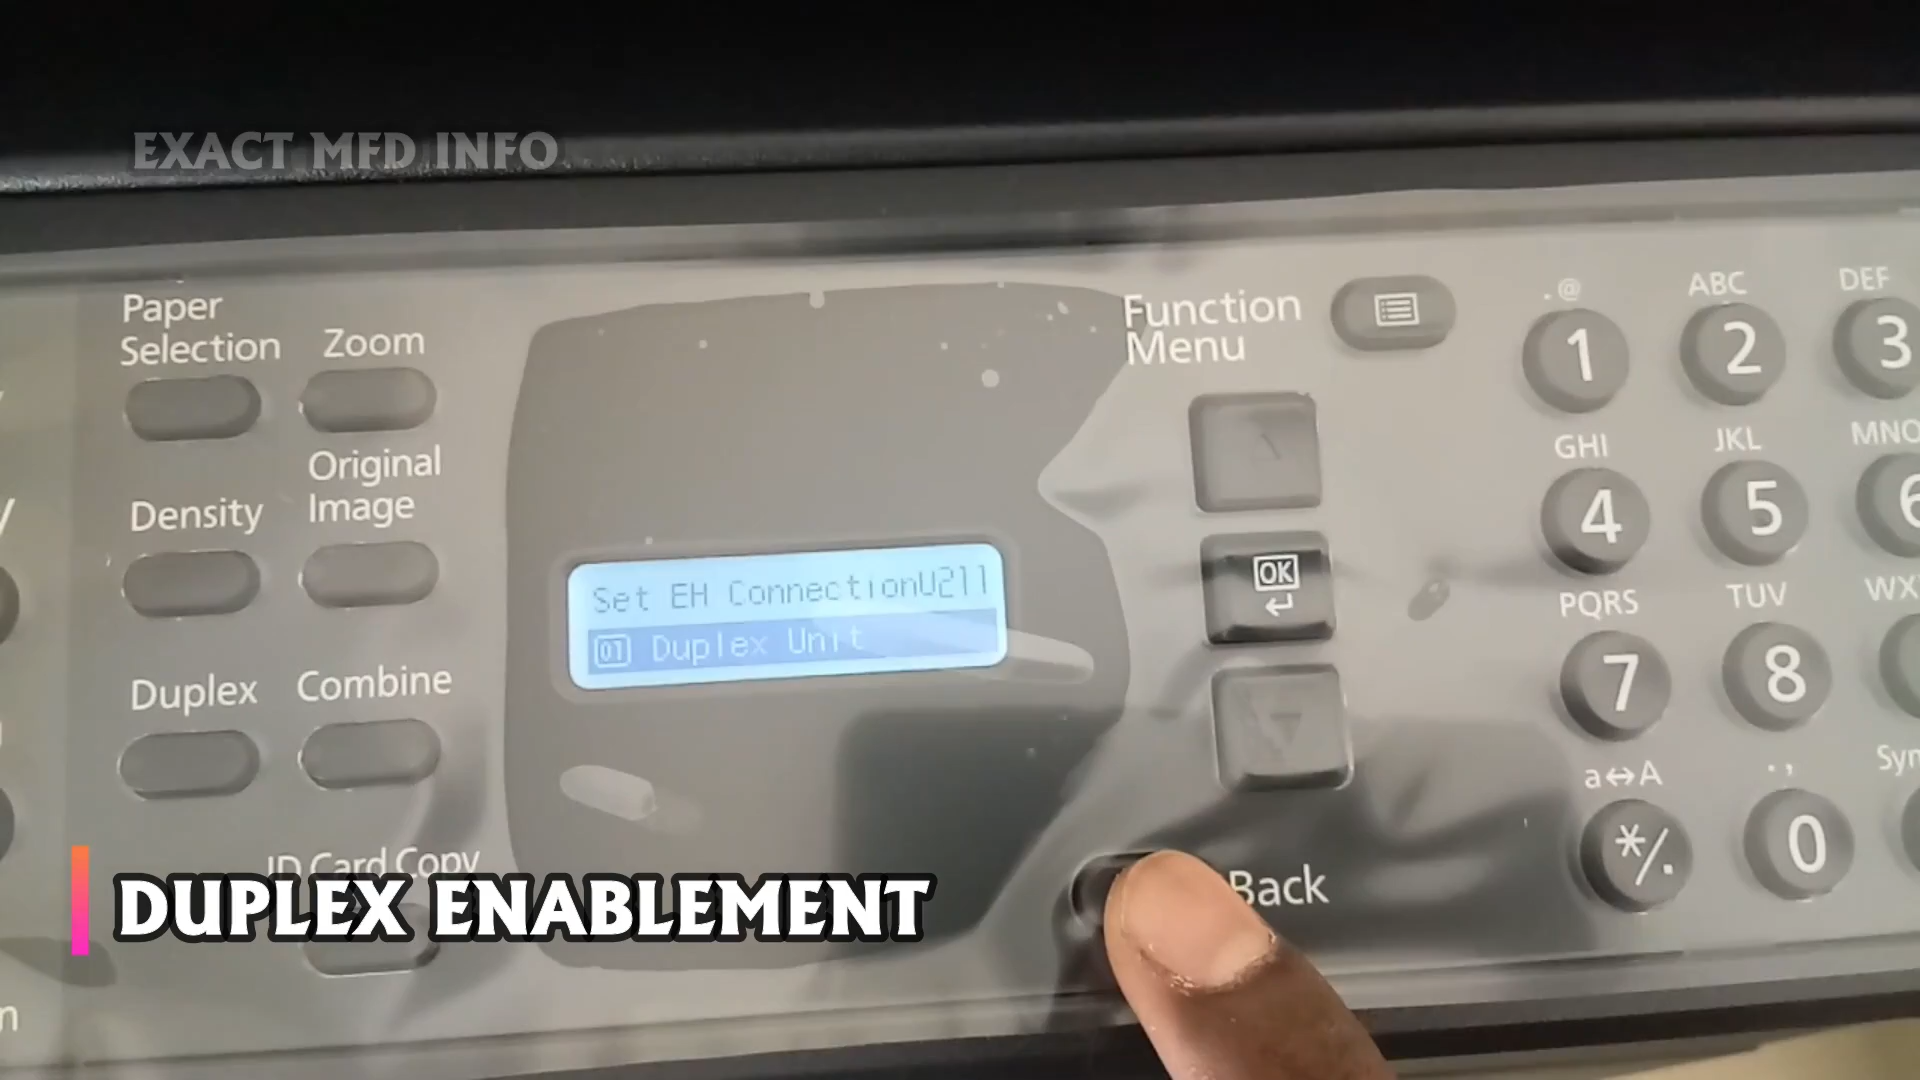 EXACT MFD INFO
Paper
Selection
Zoom
Original
Image
Density
Duplex
Combine
ID Card Copy
Set EH ConnectionU211
01 Duplex Unit
Function
Menu
OK
Back
.@
1
ABC
2
DEF
3
GHI
4
JKL
5
MNO
6
PQRS
7
TUV
8
a↔A
*/.
.,
0
DUPLEX ENABLEMENT